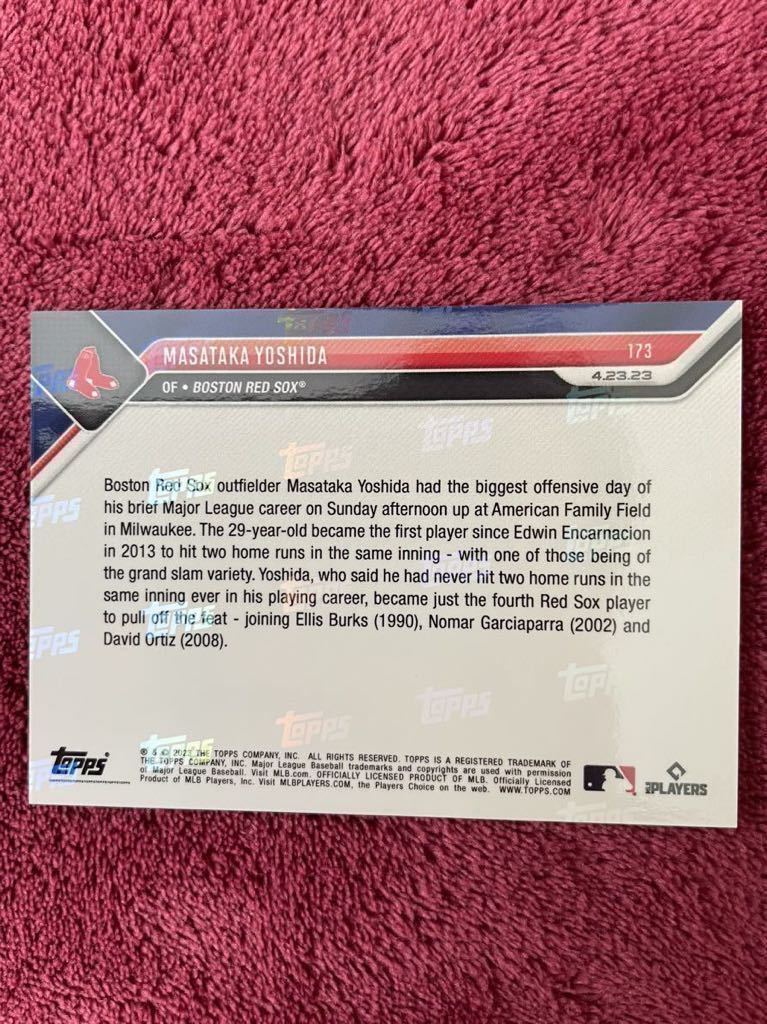 MASATAKA YOSHIDA 173
4.23.23
OF • BOSTON RED SOX®
Boston Red Sox outfielder Masataka Yoshida had the biggest offensive day of
his brief Major League career on Sunday afternoon up at American Family Field
in Milwaukee. The 29-year-old became the first player since Edwin Encarnacion
in 2013 to hit two home runs in the same inning - with one of those being of
the grand slam variety. Yoshida, who said he had never hit two home runs in the
same inning ever in his playing career, became just the fourth Red Sox player
to pull off the feat - joining Ellis Burks (1990), Nomar Garciaparra (2002) and
David Ortiz (2008).
Topps®
® & © 2023 THE TOPPS COMPANY, INC. ALL RIGHTS RESERVED. TOPPS IS A REGISTERED TRADEMARK OF
THE TOPPS COMPANY, INC. Major League Baseball trademarks and copyrights are used with permission
of Major League Baseball. Visit MLB.com. OFFICIALLY LICENSED PRODUCT OF MLB. Officially Licensed
Product of MLB Players, Inc. Visit MLBPLAYERS.COM, the Players Choice on the web. WWW.TOPPS.COM
PLAYERS